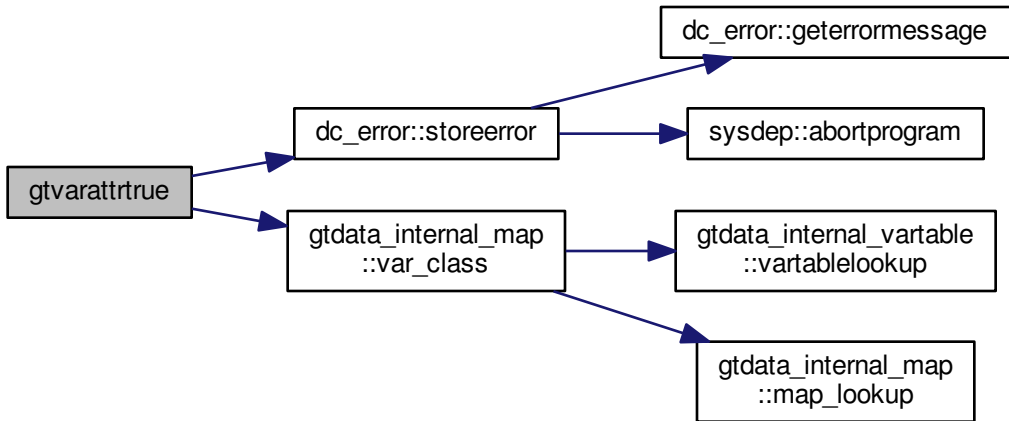 dc_error::geterrormessage
dc_error::storeerror
sysdep::abortprogram
gtvarattrtrue
gtdata_internal_map
::var_class
gtdata_internal_vartable
::vartablelookup
gtdata_internal_map
::map_lookup